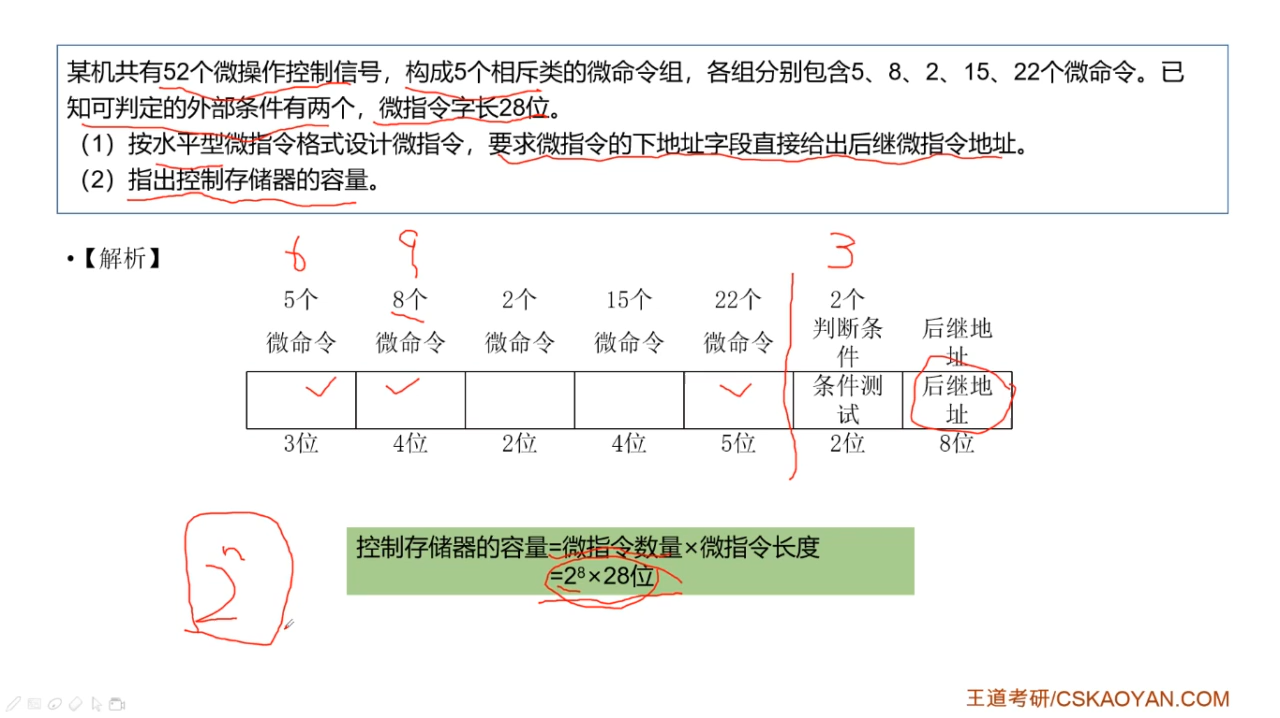 某机共有52个微操作控制信号，构成5个相斥类的微命令组，各组分别包含5、8、2、15、22个微命令。已
知可判定的外部条件有两个，微指令字长28位。
（1）按水平型微指令格式设计微指令，要求微指令的下地址字段直接给出后继微指令地址。
（2）指出控制存储器的容量。
•【解析】
6 9 3
5个 8个 2个 15个 22个 2个
微命令 微命令 微命令 微命令 微命令 判断条件 后继地址
条件测试 后继地址
3位 4位 2位 4位 5位 2位 8位
控制存储器的容量=微指令数量×微指令长度
=2⁸×28位
2ⁿ
王道考研/CSKAOYAN.COM